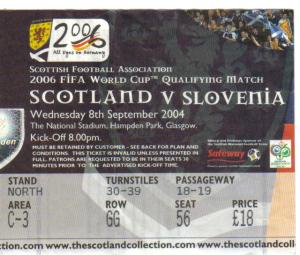 2006
All Eyes on Germany
SCOTTISH FOOTBALL ASSOCIATION
2006 FIFA WORLD CUP™ QUALIFYING MATCH
SCOTLAND V SLOVENIA
Wednesday 8th September 2004
The National Stadium, Hampden Park, Glasgow.
Kick-Off 8.00pm.
MUST BE RETAINED BY CUSTOMER - SEE BACK FOR PLAN AND
CONDITIONS. THIS TICKET IS INVALID UNLESS PRESENTED IN
FULL. PATRONS ARE REQUESTED TO BE IN THEIR SEATS 30
MINUTES PRIOR TO THE ADVERTISED KICK-OFF TIME.
Safeway
STAND TURNSTILES PASSAGEWAY
NORTH 30-39 18-19
AREA ROW SEAT PRICE
C-3 GG 56 £18
ction.com www.thescotlandcollection.com www.thescotlandcoll